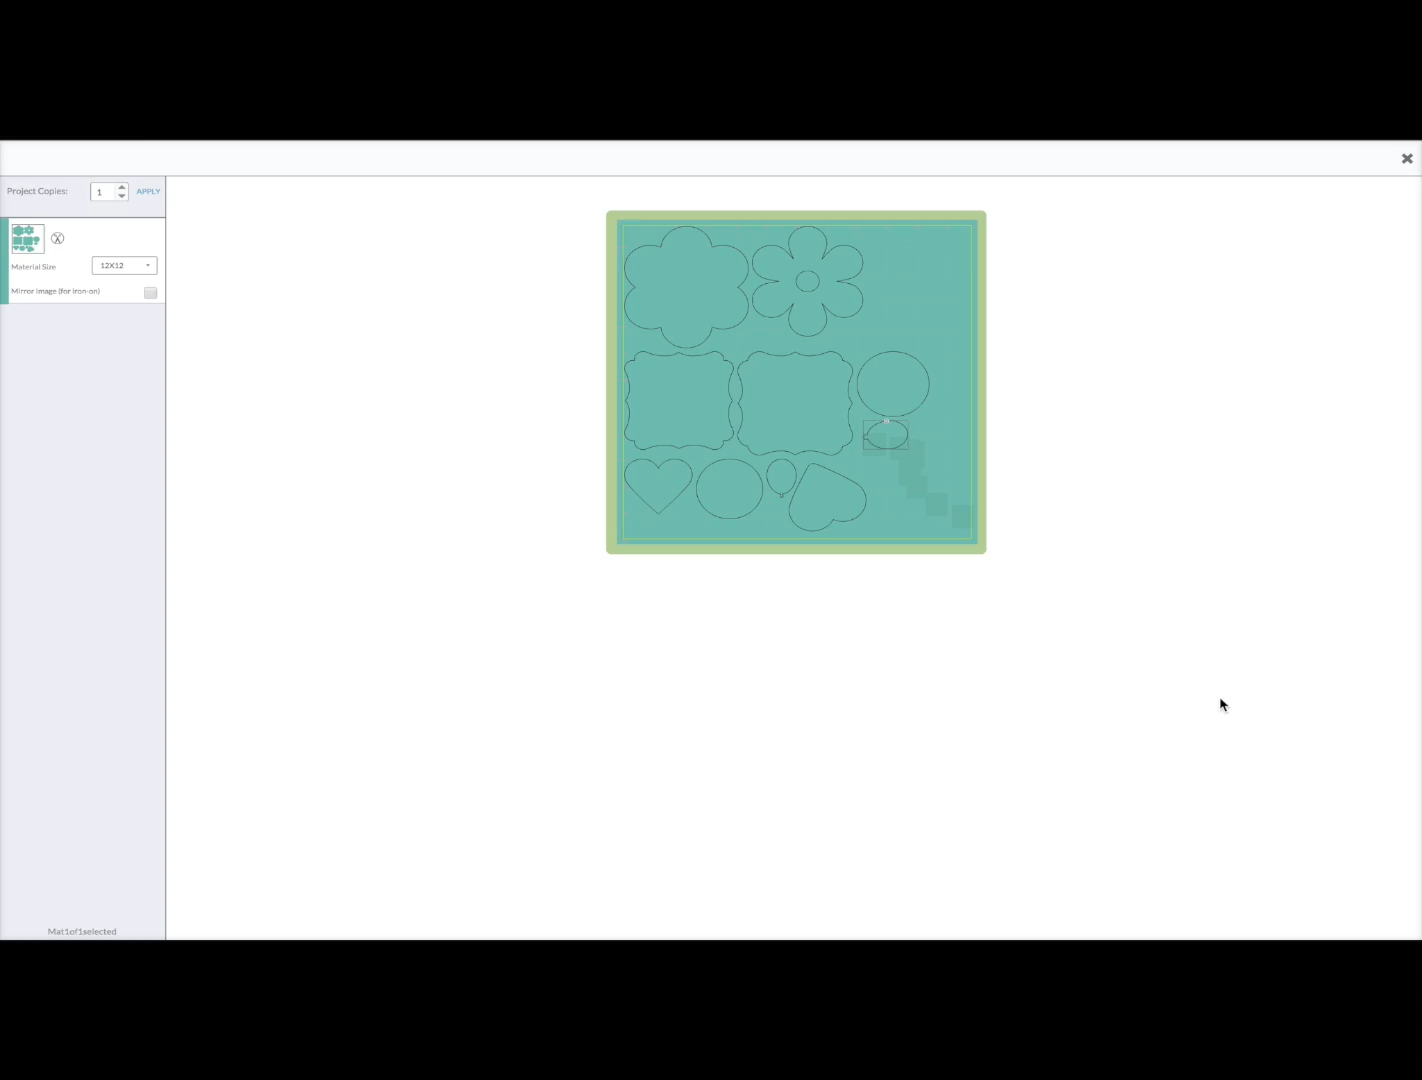 Project Copies:
1
APPLY
Material Size
12X12
Mirror image (for iron-on)
Mat1of1selected